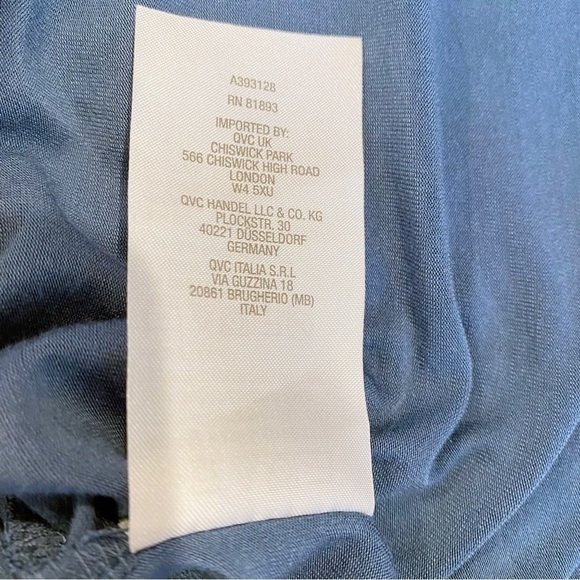 A393128
RN 81893
IMPORTED BY:
QVC UK
CHISWICK PARK
566 CHISWICK HIGH ROAD
LONDON
W4 5XU
QVC HANDEL LLC & CO. KG
PLOCKSTR. 30
40221 DÜSSELDORF
GERMANY
QVC ITALIA S.R.L
VIA GUZZINA 18
20861 BRUGHERIO (MB)
ITALY